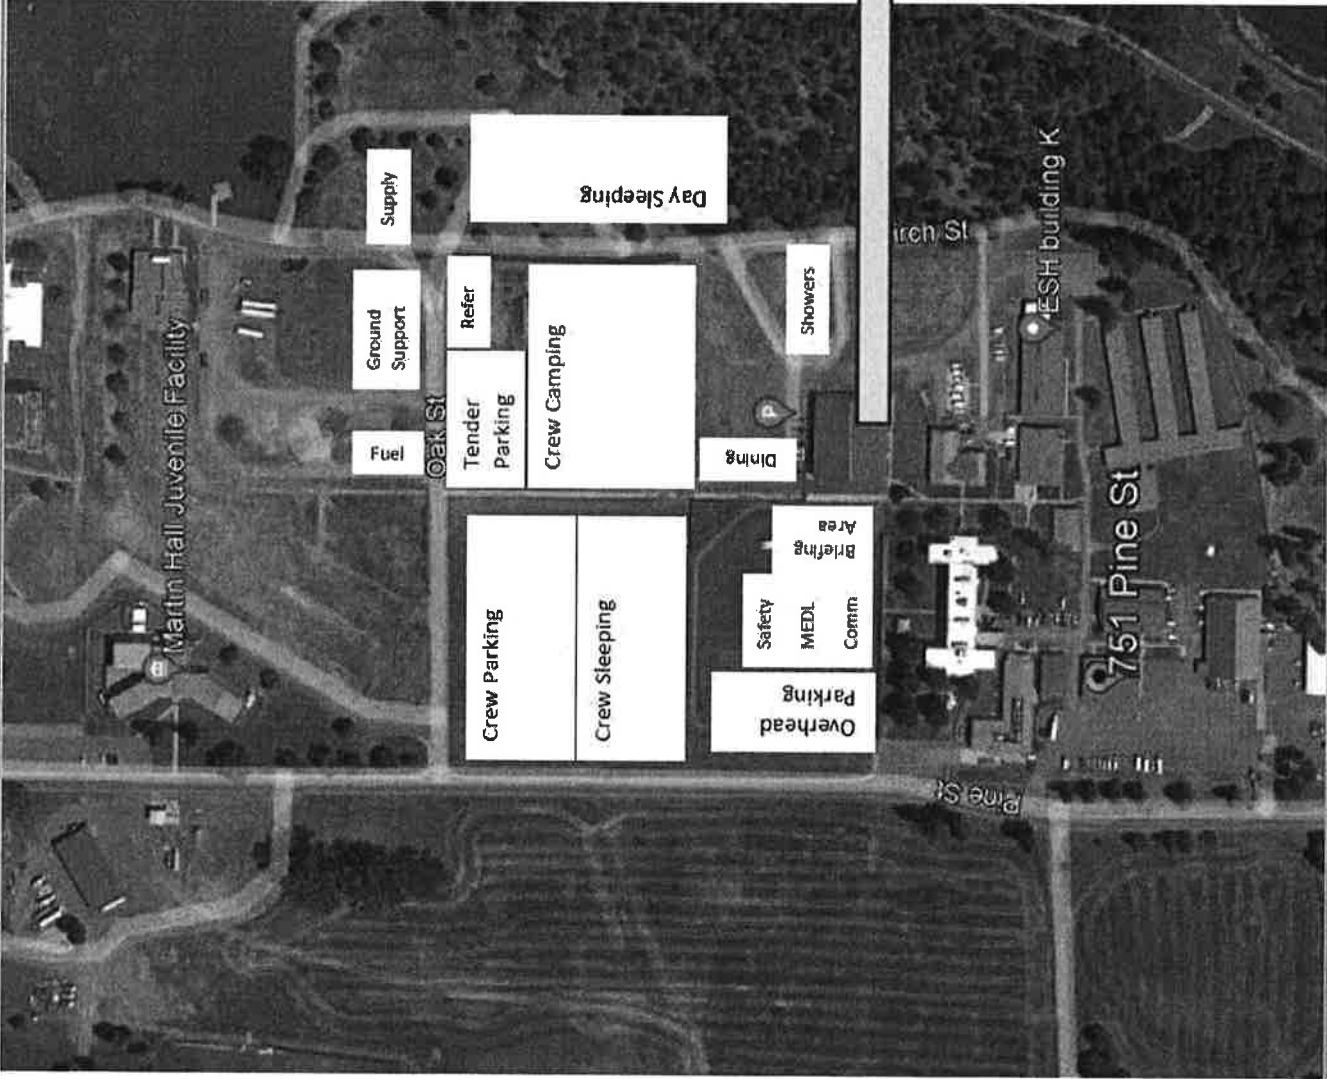 Martin Hall Juvenile Facility
Supply
Day Sleeping
Ground
Support
Refer
Fuel
Oak St
Tender
Parking
Crew Camping
Showers
P
Dining
irch St
ESH building K
Crew Parking
Crew Sleeping
Briefing
Area
Safety
MEDL
Comm
Overhead
Parking
751 Pine St
Pine St